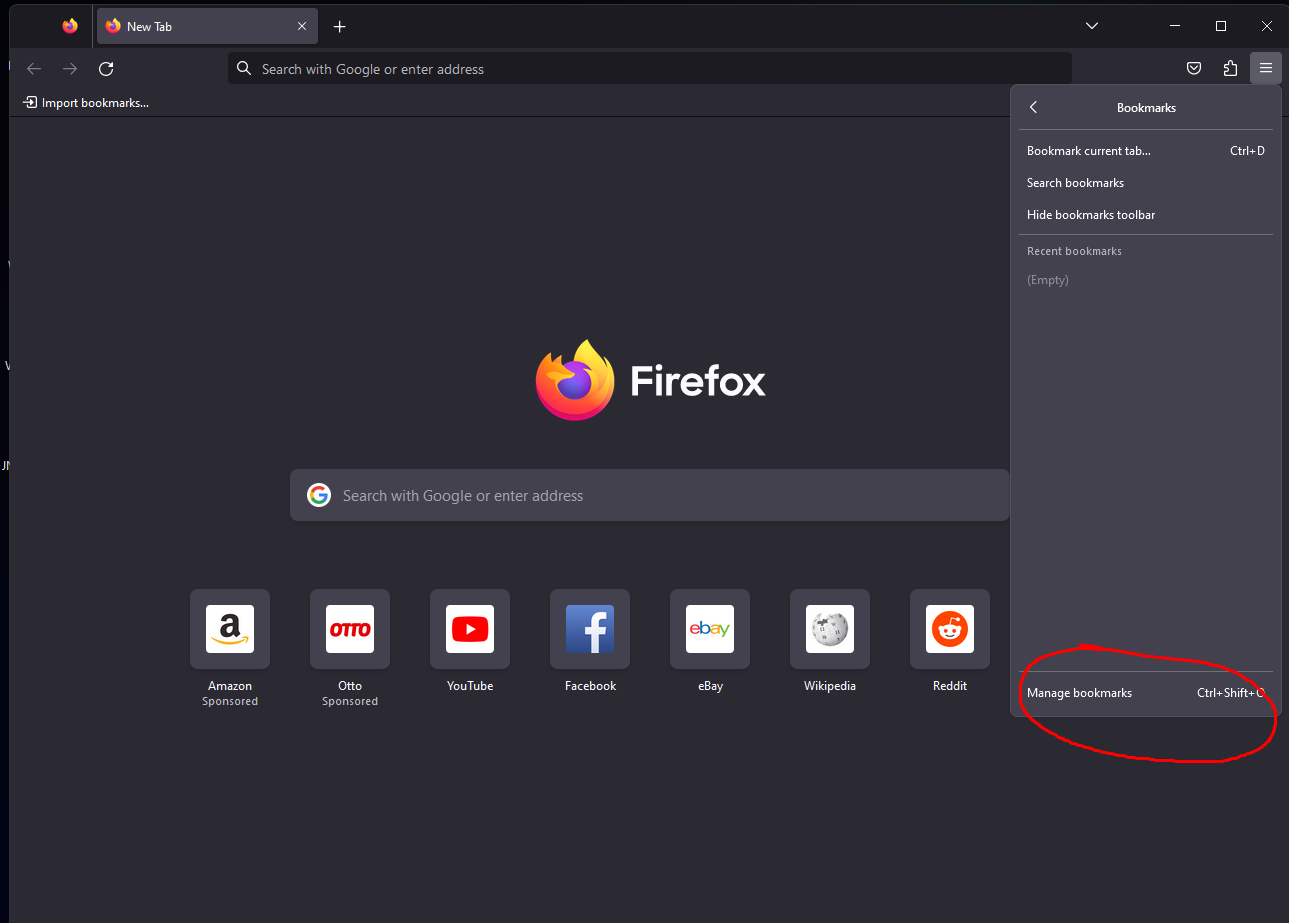 New Tab
Search with Google or enter address
Import bookmarks...
Bookmarks
Bookmark current tab... Ctrl+D
Search bookmarks
Hide bookmarks toolbar
Recent bookmarks
(Empty)
Firefox
Search with Google or enter address
a
OTTO
ebay
Amazon
Sponsored
Otto
Sponsored
YouTube
Facebook
eBay
Wikipedia
Reddit
Manage bookmarks Ctrl+Shift+O